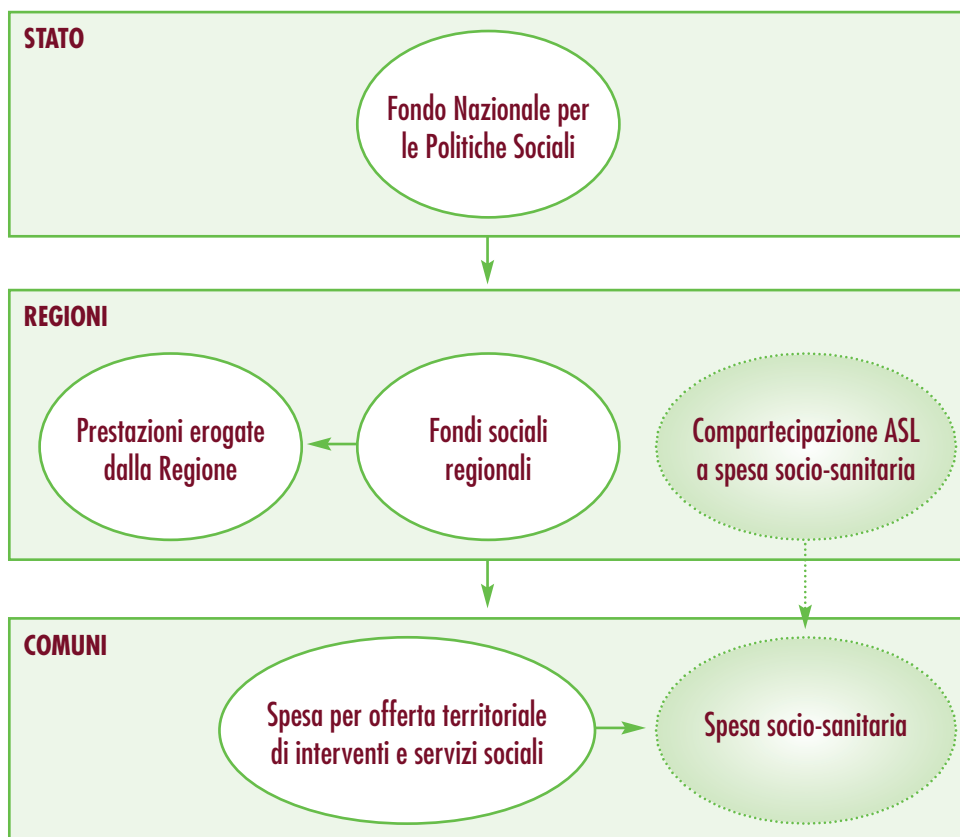 STATO
Fondo Nazionale per
le Politiche Sociali
REGIONI
Prestazioni erogate
dalla Regione
Fondi sociali
regionali
Compartecipazione ASL
a spesa socio-sanitaria
COMUNI
Spesa per offerta territoriale
di interventi e servizi sociali
Spesa socio-sanitaria